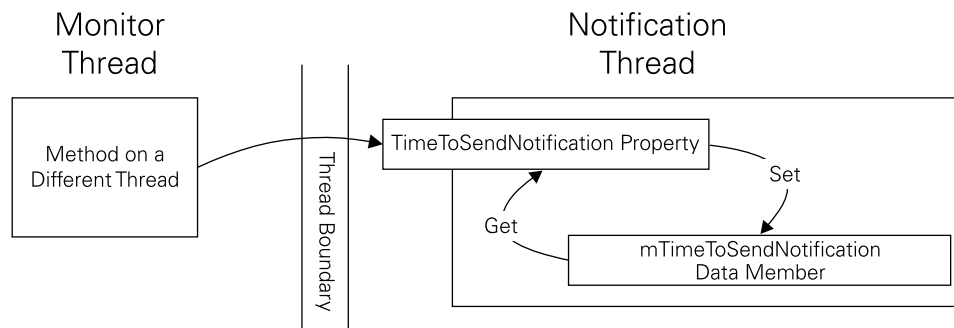 Monitor
Thread
Notification
Thread
Method on a
Different Thread
Thread Boundary
TimeToSendNotification Property
Set
Get
mTimeToSendNotification
Data Member